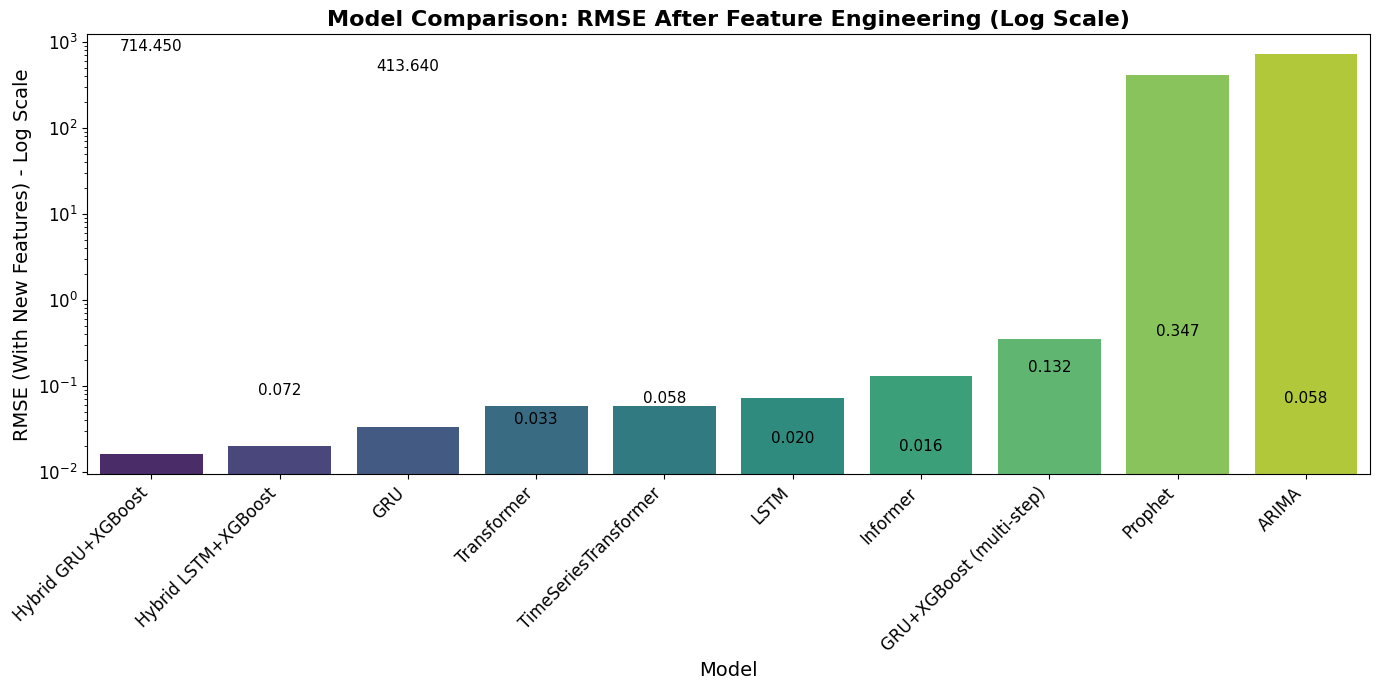 Model Comparison: RMSE After Feature Engineering (Log Scale)
RMSE (With New Features) - Log Scale
10³
10²
10¹
10⁰
10⁻¹
10⁻²
714.450
0.072
413.640
0.033
0.058
0.020
0.016
0.132
0.347
0.058
Hybrid GRU+XGBoost
Hybrid LSTM+XGBoost
GRU
Transformer
TimeSeriesTransformer
LSTM
Informer
GRU+XGBoost (multi-step)
Prophet
ARIMA
Model